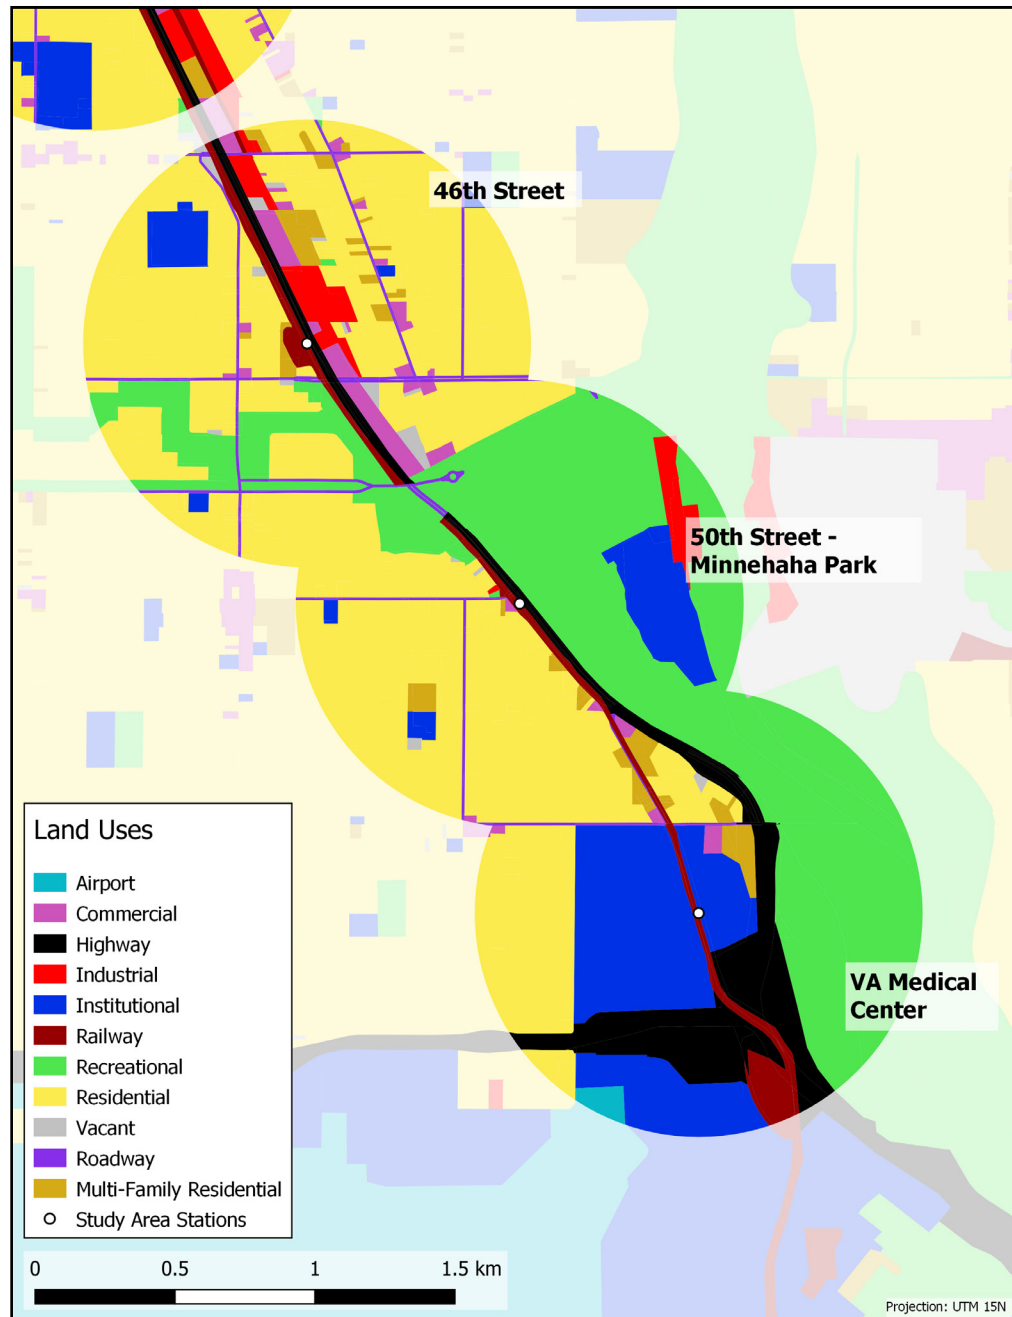 46th Street
50th Street -
Minnehaha Park
VA Medical
Center
Land Uses
Airport
Commercial
Highway
Industrial
Institutional
Railway
Recreational
Residential
Vacant
Roadway
Multi-Family Residential
Study Area Stations
0 0.5 1 1.5 km
Projection: UTM 15N